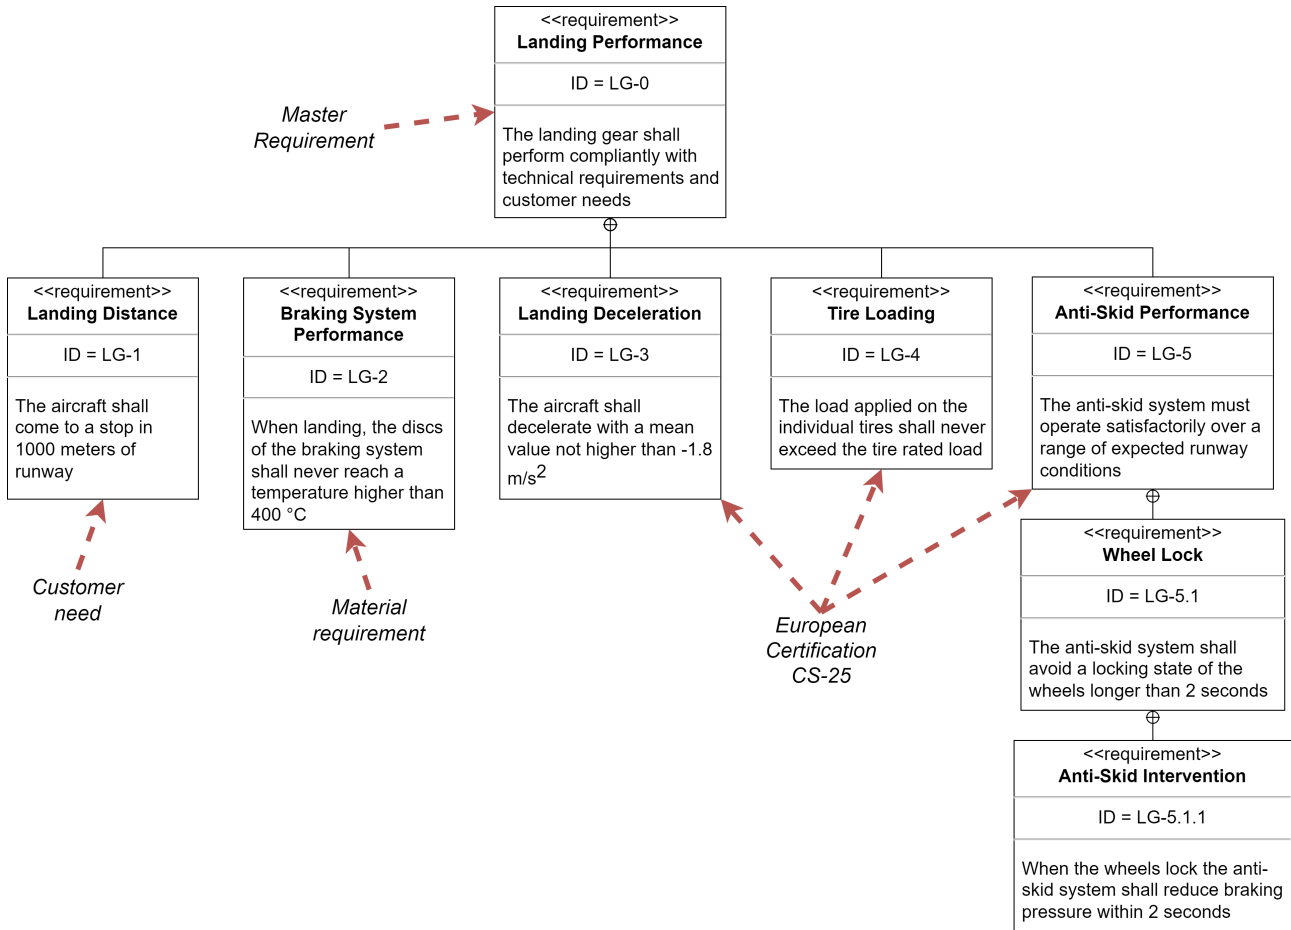 <<requirement>>
Landing Performance
ID = LG-0
The landing gear shall
perform compliantly with
technical requirements and
customer needs
Master
Requirement
<<requirement>>
Landing Distance
ID = LG-1
The aircraft shall
come to a stop in
1000 meters of
runway
<<requirement>>
Braking System
Performance
ID = LG-2
When landing, the discs
of the braking system
shall never reach a
temperature higher than
400 °C
<<requirement>>
Landing Deceleration
ID = LG-3
The aircraft shall
decelerate with a mean
value not higher than -1.8
m/s2
<<requirement>>
Tire Loading
ID = LG-4
The load applied on the
individual tires shall never
exceed the tire rated load
<<requirement>>
Anti-Skid Performance
ID = LG-5
The anti-skid system must
operate satisfactorily over a
range of expected runway
conditions
Customer
need
Material
requirement
European
Certification
CS-25
<<requirement>>
Wheel Lock
ID = LG-5.1
The anti-skid system shall
avoid a locking state of the
wheels longer than 2 seconds
<<requirement>>
Anti-Skid Intervention
ID = LG-5.1.1
When the wheels lock the anti-
skid system shall reduce braking
pressure within 2 seconds